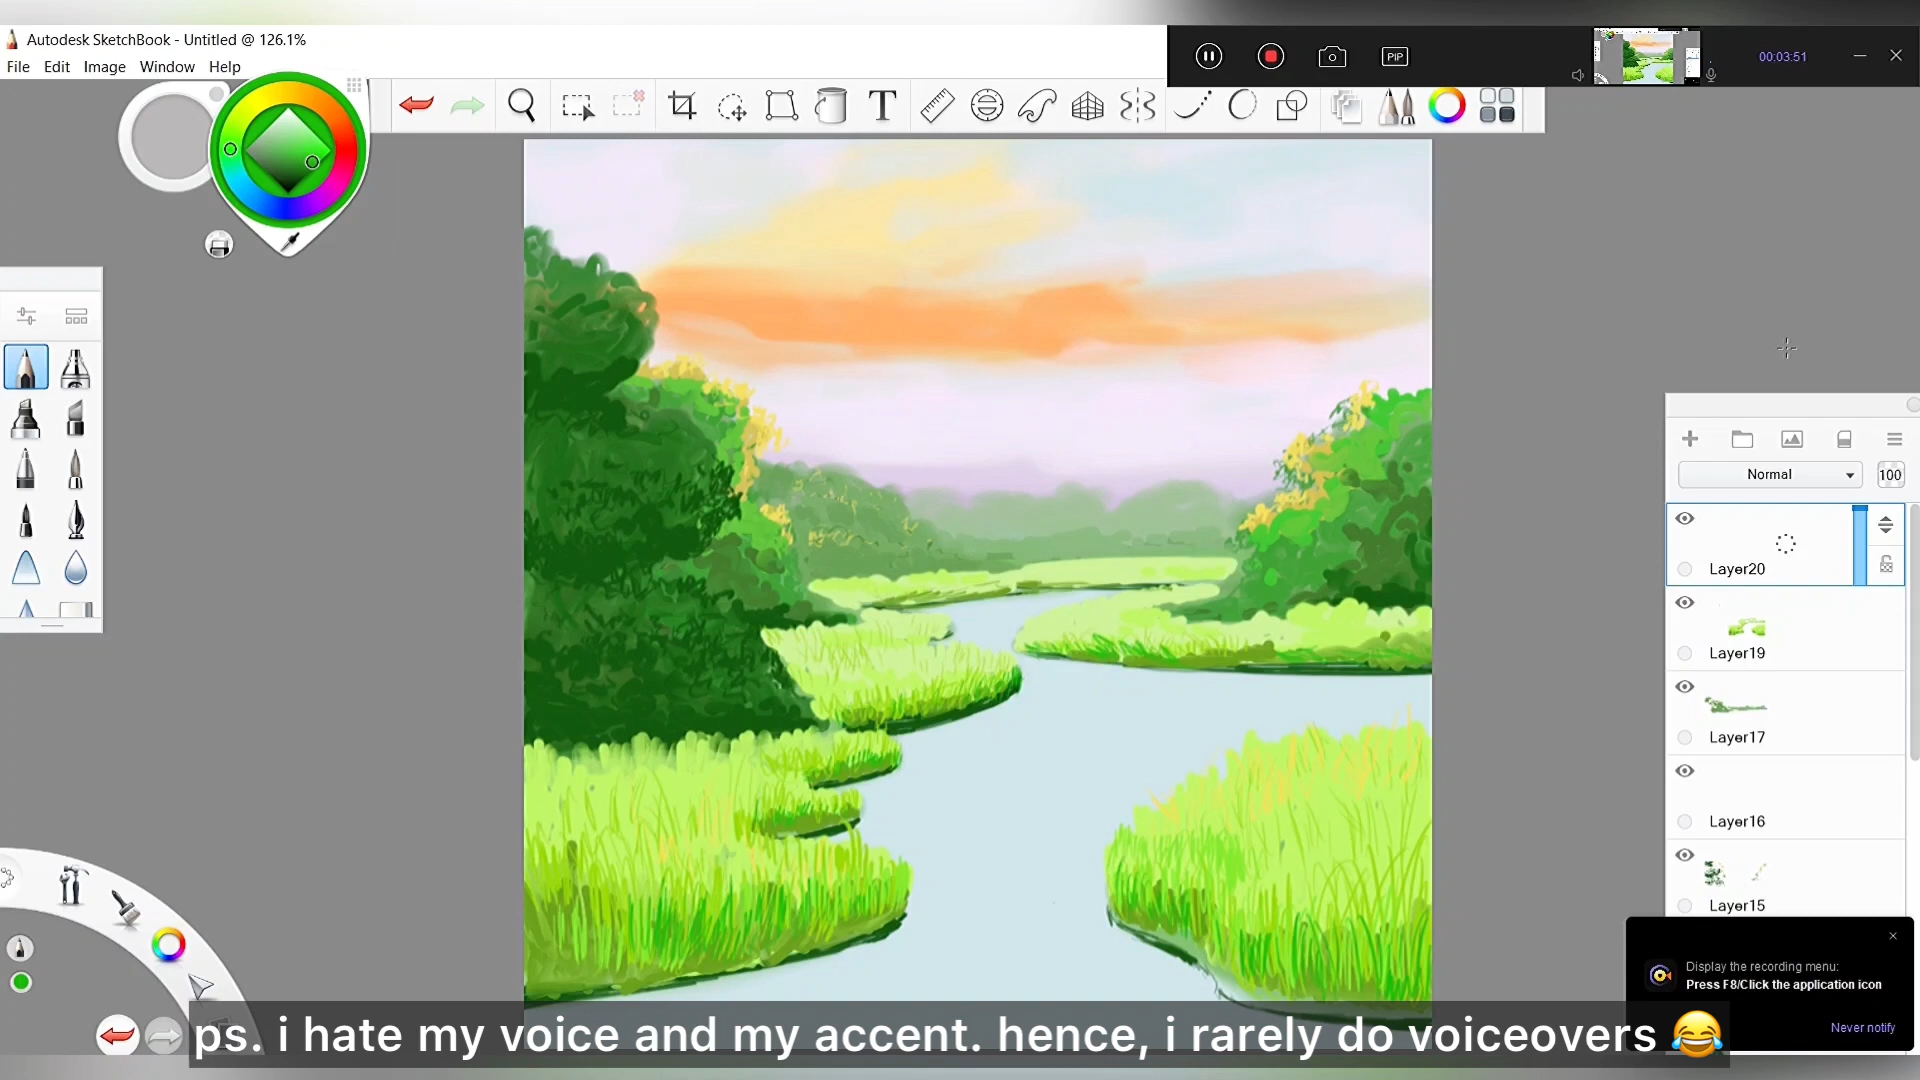 Autodesk SketchBook - Untitled @ 126.1%
File Edit Image Window Help
PIP
00:03:51
T
Normal 100
Layer20
Layer19
Layer17
Layer16
Layer15
Display the recording menu:
Press F8/Click the application icon
Never notify
ps. i hate my voice and my accent. hence, i rarely do voiceovers 😂